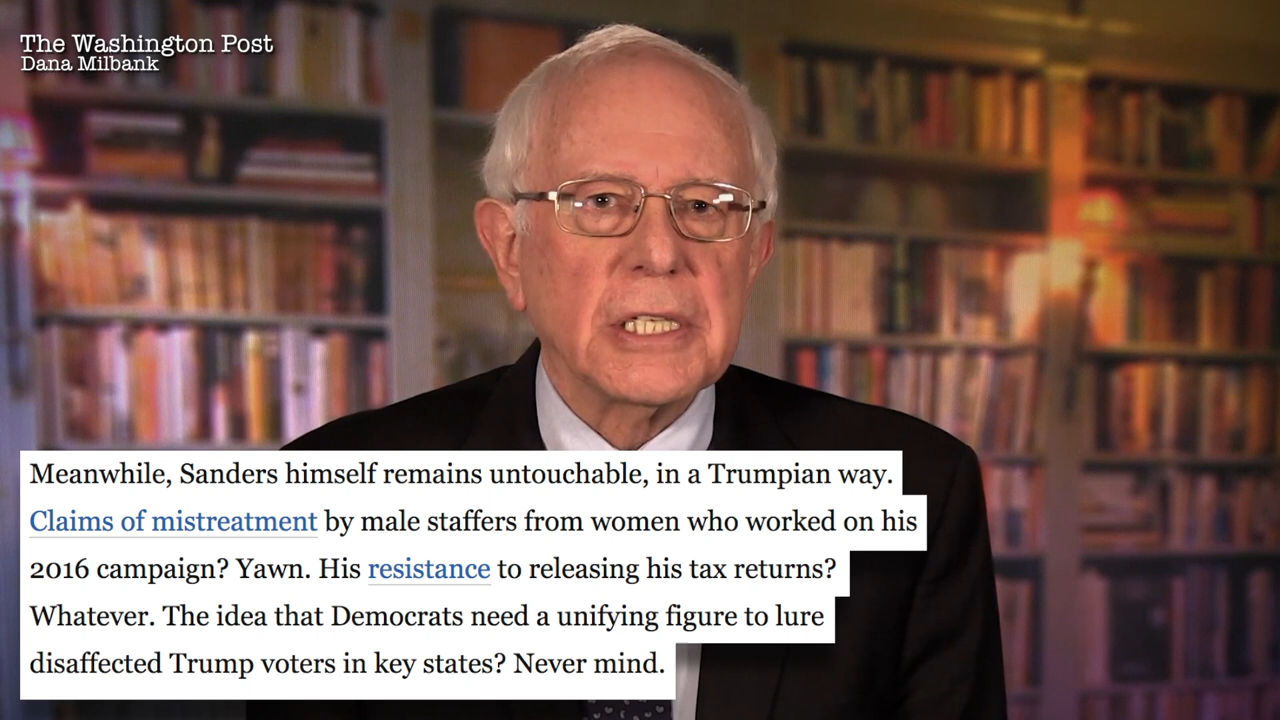 The Washington Post
Dana Milbank
Meanwhile, Sanders himself remains untouchable, in a Trumpian way.
Claims of mistreatment by male staffers from women who worked on his
2016 campaign? Yawn. His resistance to releasing his tax returns?
Whatever. The idea that Democrats need a unifying figure to lure
disaffected Trump voters in key states? Never mind.